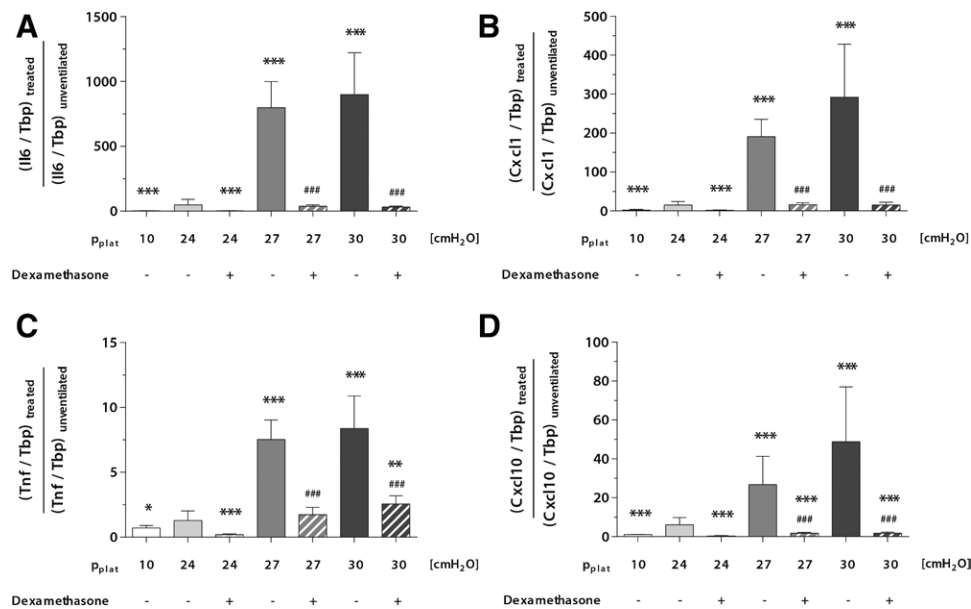 A
1500
1000
500
250
0
(Il6 / Tbp) treated
(Il6 / Tbp) unventilated
*** *** *** ### *** ###
Pplat 10 24 24 27 27 30 30 [cmH2O]
Dexamethasone - - + - + - +
B
500
400
300
200
100
0
(Cxcl1 / Tbp) treated
(Cxcl1 / Tbp) unventilated
*** *** *** ### *** ###
Pplat 10 24 24 27 27 30 30 [cmH2O]
Dexamethasone - - + - + - +
C
15
10
5
0
(Tnf / Tbp) treated
(Tnf / Tbp) unventilated
* *** *** ### *** **
###
Pplat 10 24 24 27 27 30 30 [cmH2O]
Dexamethasone - - + - + - +
D
100
80
60
40
20
0
(Cxcl10 / Tbp) treated
(Cxcl10 / Tbp) unventilated
*** *** *** *** *** ***
### ###
Pplat 10 24 24 27 27 30 30 [cmH2O]
Dexamethasone - - + - + - +